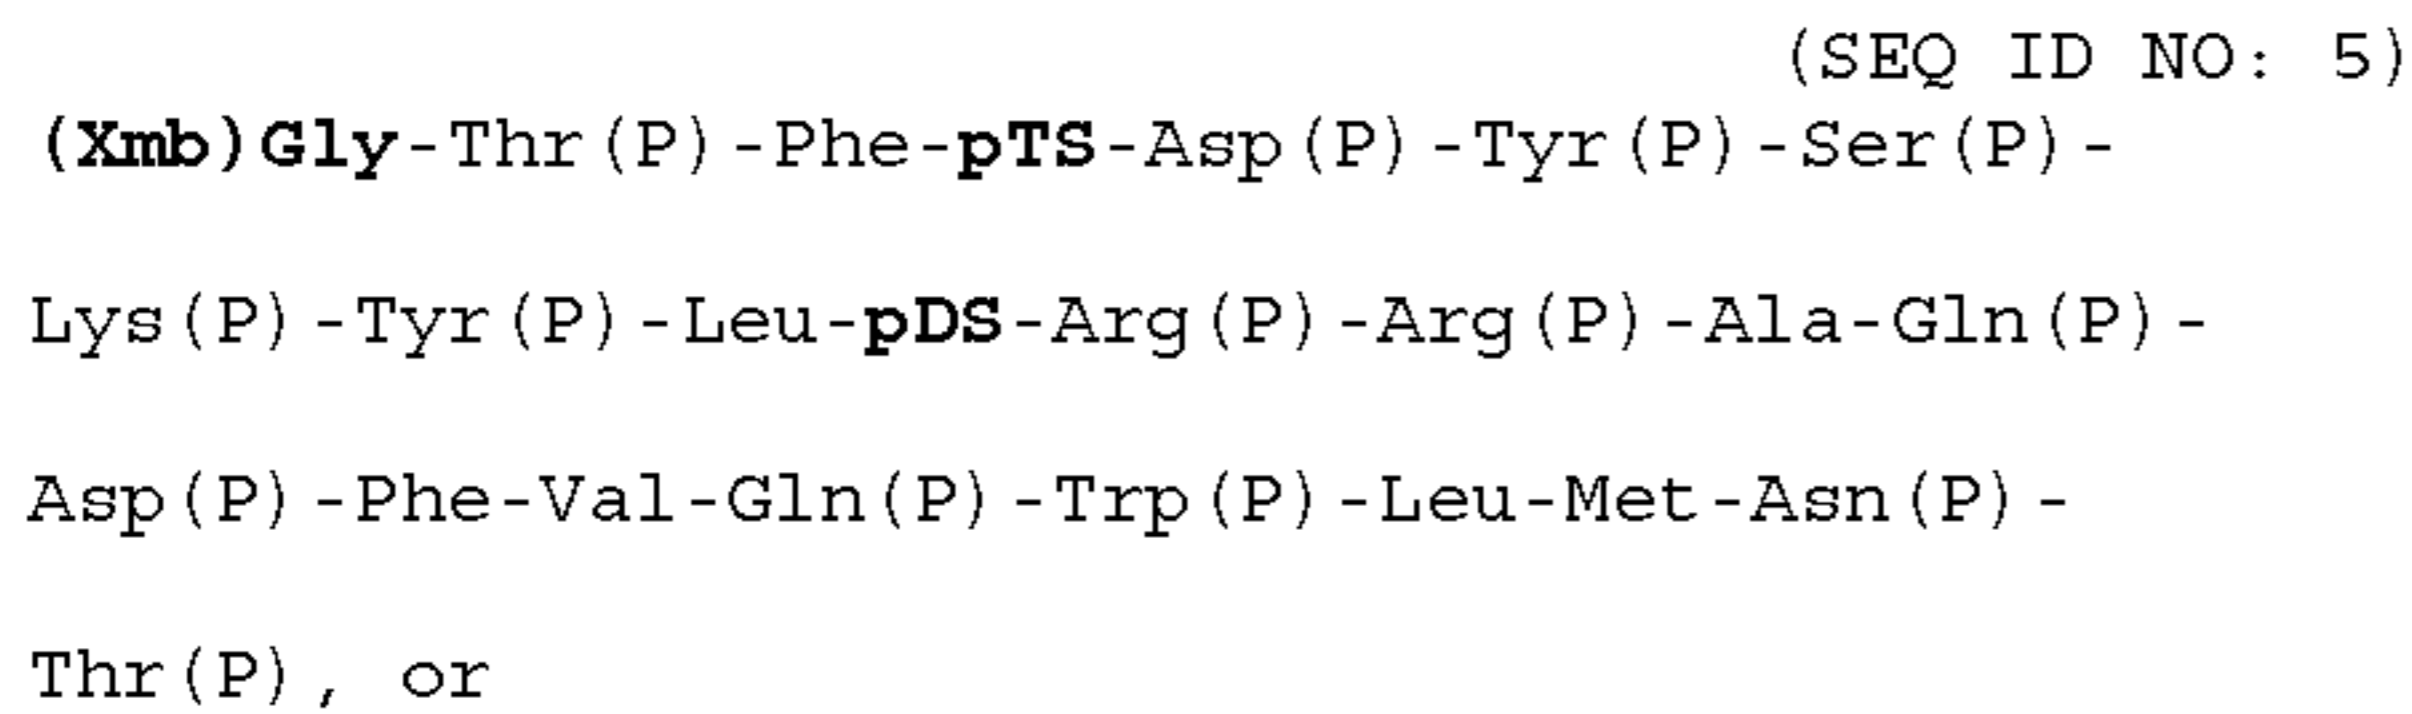 (SEQ ID NO: 5)
(Xmb)Gly-Thr(P)-Phe-pTS-Asp(P)-Tyr(P)-Ser(P)-
Lys(P)-Tyr(P)-Leu-pDS-Arg(P)-Arg(P)-Ala-Gln(P)-
Asp(P)-Phe-Val-Gln(P)-Trp(P)-Leu-Met-Asn(P)-
Thr(P), or